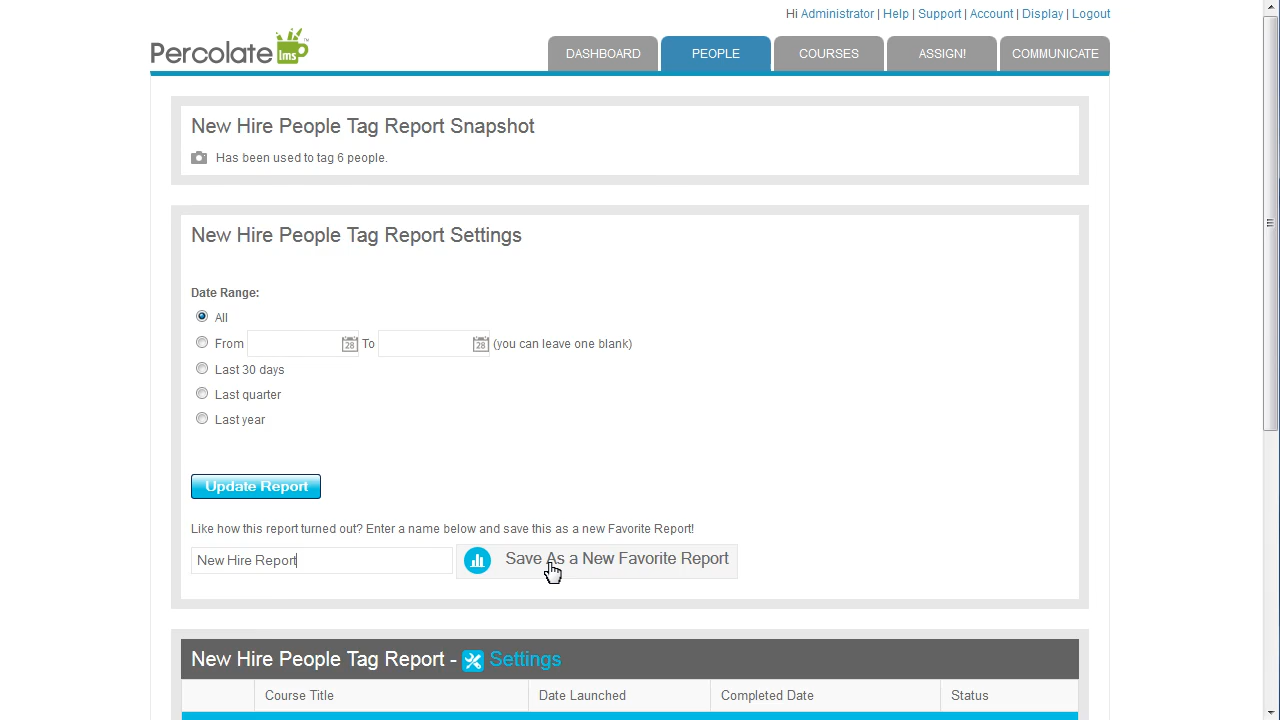 Hi Administrator | Help | Support | Account | Display | Logout
Percolate lms
DASHBOARD PEOPLE COURSES ASSIGN! COMMUNICATE
New Hire People Tag Report Snapshot
Has been used to tag 6 people.
New Hire People Tag Report Settings
Date Range:
All
From 28 To 28 (you can leave one blank)
Last 30 days
Last quarter
Last year
Update Report
Like how this report turned out? Enter a name below and save this as a new Favorite Report!
New Hire Report Save As a New Favorite Report
New Hire People Tag Report - Settings
Course Title Date Launched Completed Date Status